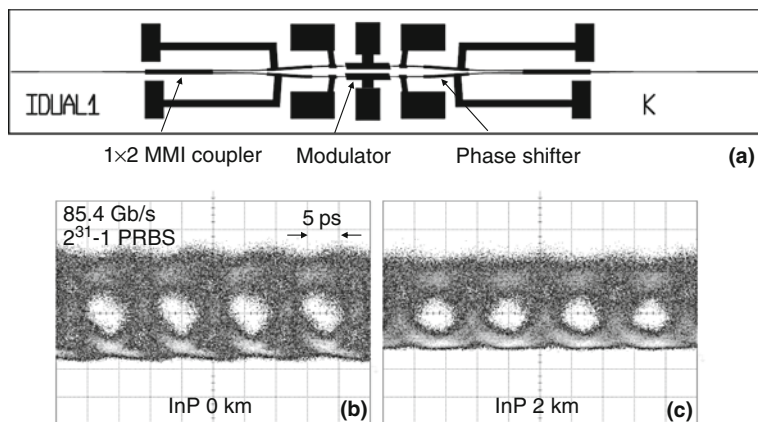 IDUAL1
K
1×2 MMI coupler
Modulator
Phase shifter
(a)
85.4 Gb/s
2³¹-1 PRBS
5 ps
InP 0 km
(b)
InP 2 km
(c)